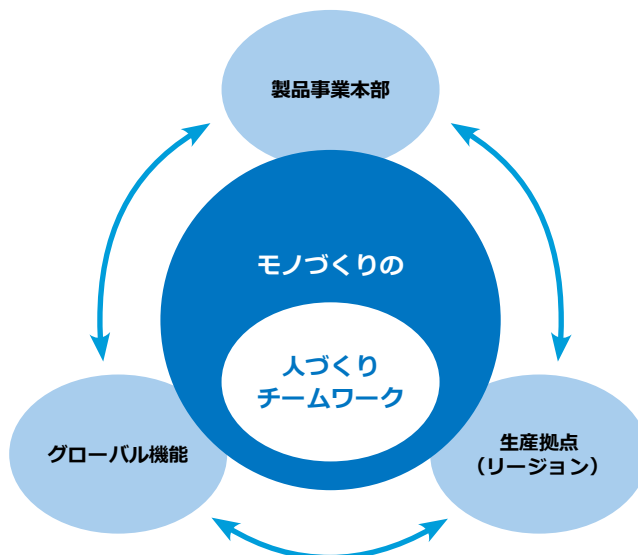 製品事業本部
モノづくりの
人づくり
チームワーク
グローバル機能
生産拠点
（リージョン）